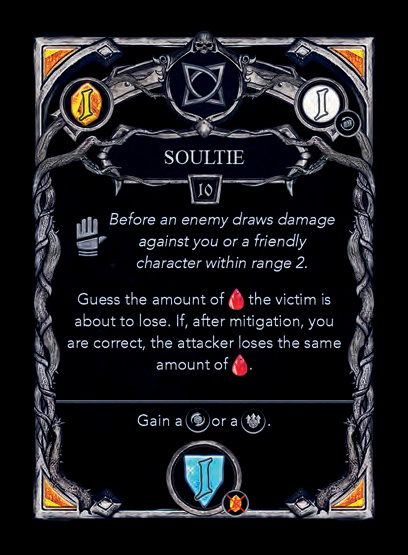 I
I
SOULTIE
10
Before an enemy draws damage
against you or a friendly
character within range 2.
Guess the amount of the victim is
about to lose. If, after mitigation, you
are correct, the attacker loses the same
amount of .
Gain a or a .
I